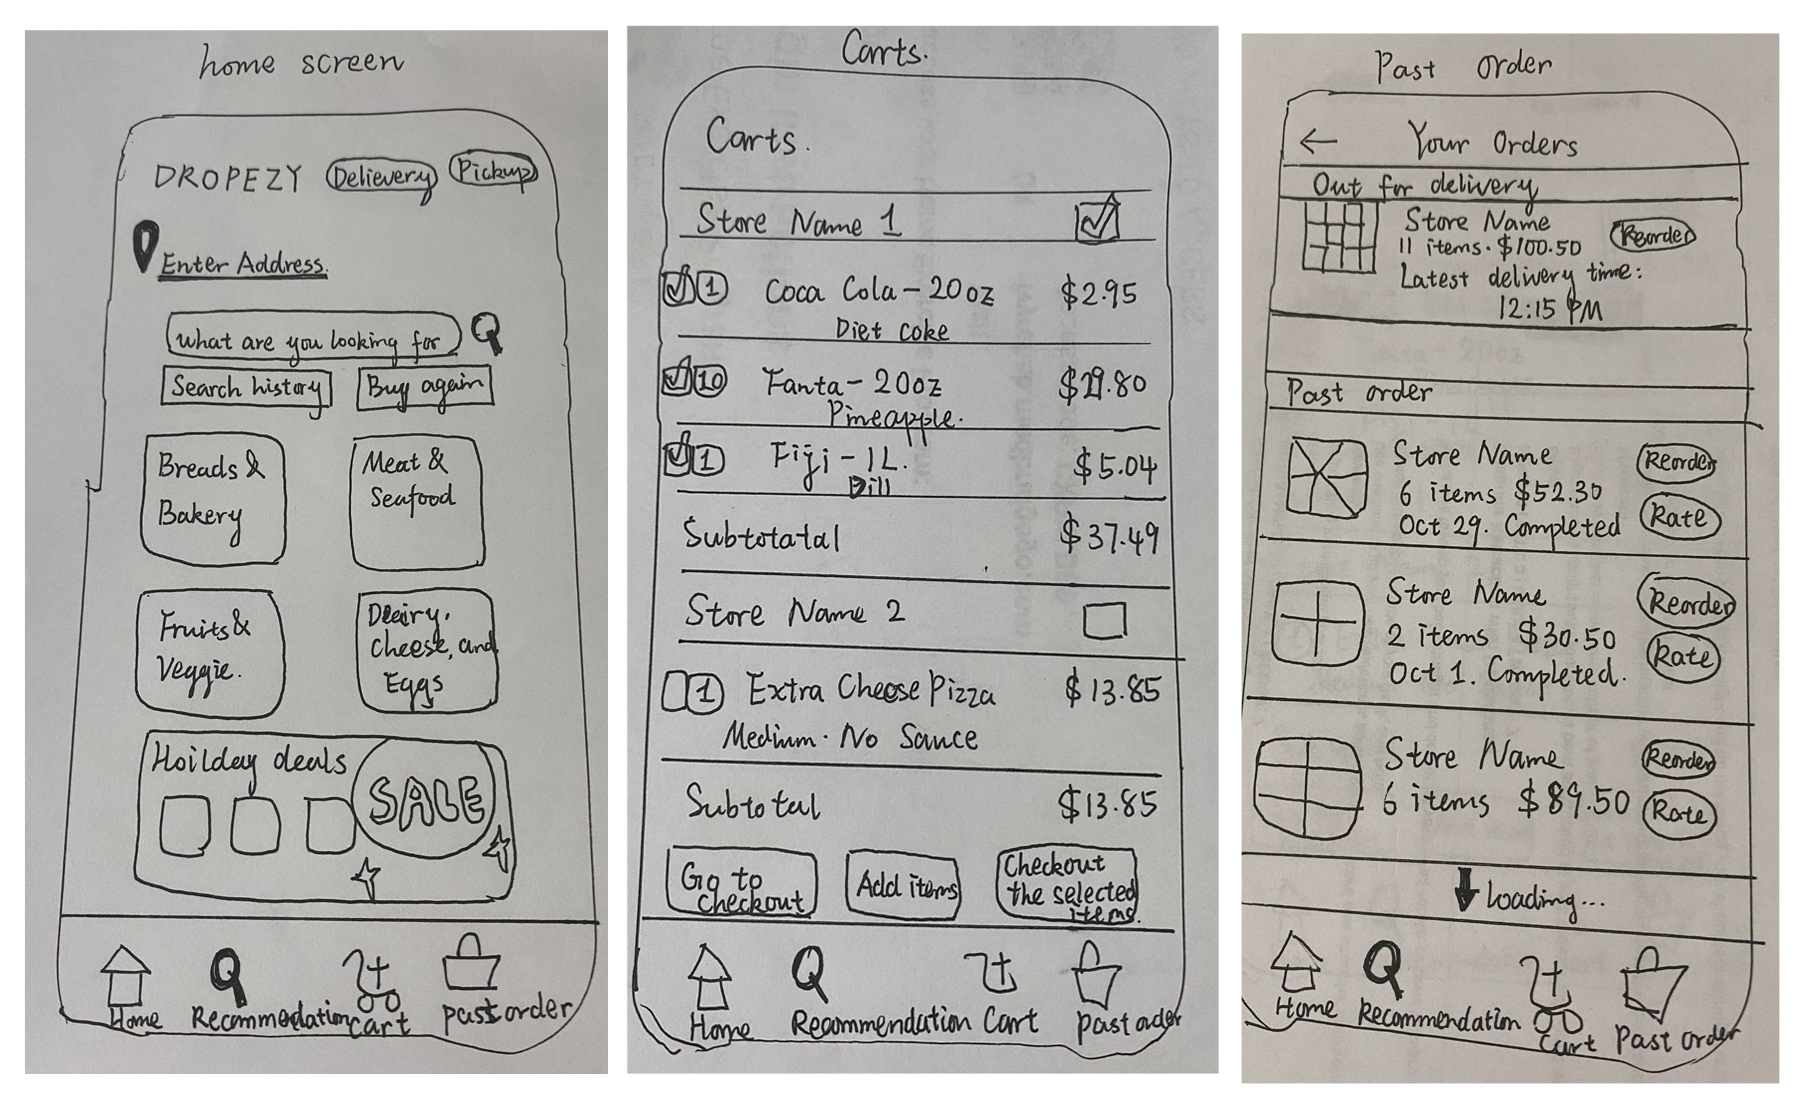 home screen
DROPEZY Delievery Pickup
Enter Address.
what are you looking for
Search history Buy again
Breads &
Bakery
Meat &
Seafood
Fruits &
Veggie.
Deairy.
cheese, and
Eggs
Hoilday deals
SALE
Home Recommedation Cart past order
Carts.
Carts.
Store Name 1
1 Coca Cola - 20 oz $2.95
Diet coke
10 Fanta - 20oz $29.80
Pineapple.
1 Fiji - 1L. $5.04
Subtotatal $37.49
Store Name 2
1 Extra Cheese Pizza $13.85
Medium · No Sauce
Subtotal $13.85
Go to
checkout
Add items
Checkout
the selected
items.
Home Recommendation Cart past order
Past order
← Your Orders
Out for delivery
Store Name
11 items · $100.50
Reorder
Latest delivery time:
12:15 PM
Past order
Store Name
6 items $52.30
Oct 29. Completed
Reorder
Rate
Store Name
2 items $30.50
Oct 1. Completed.
Reorder
Rate
Store Name
6 items $89.50
Reorder
Rate
loading...
Home Recommendation Cart Past order